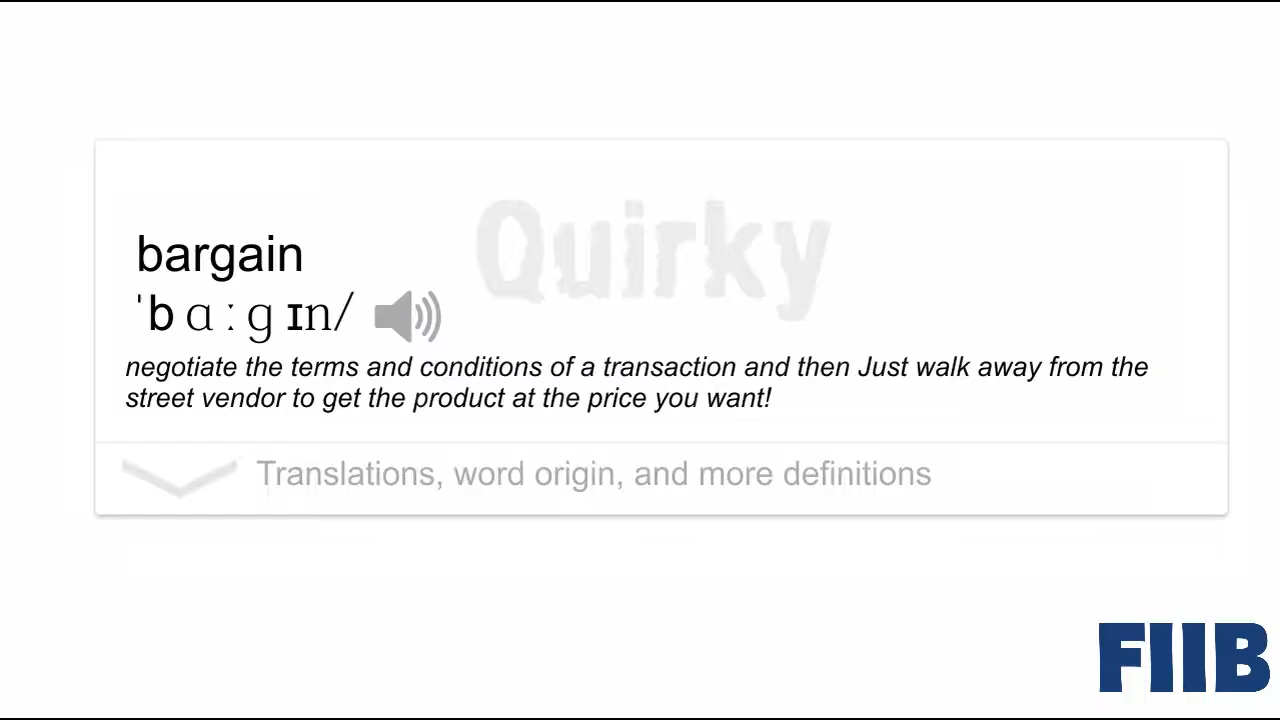 Quirky
bargain
ˈbɑːgɪn/
negotiate the terms and conditions of a transaction and then Just walk away from the
street vendor to get the product at the price you want!
Translations, word origin, and more definitions
FIIB